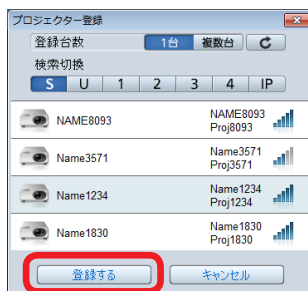 プロジェクター登録
登録台数 1台 複数台
検索切換
S U 1 2 3 4 IP
NAME8093 NAME8093
Proj8093
Name3571 Name3571
Proj3571
Name1234 Name1234
Proj1234
Name1830 Name1830
Proj1830
登録する キャンセル